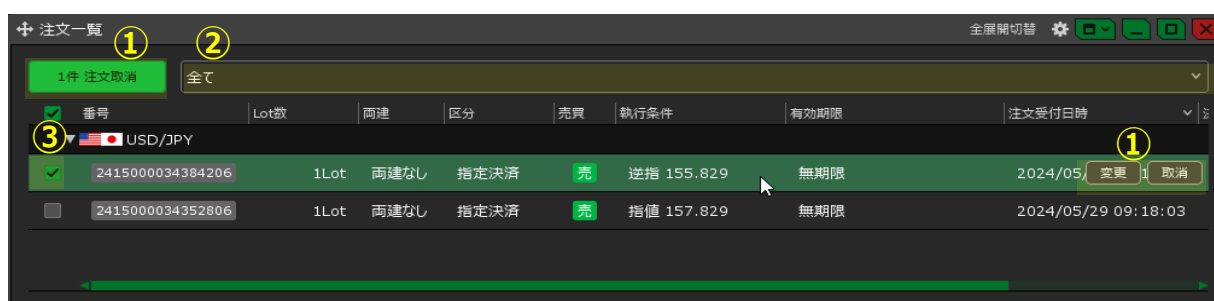 注文一覧 全展開切替
① ②
1件 注文取消 全て
番号 Lot数 両建 区分 売買 執行条件 有効期限 注文受付日時
③ USD/JPY ①
2415000034384206 1Lot 両建なし 指定決済 売 逆指 155.829 無期限 2024/05/ 変更 1 取消
2415000034352806 1Lot 両建なし 指定決済 売 指値 157.829 無期限 2024/05/29 09:18:03